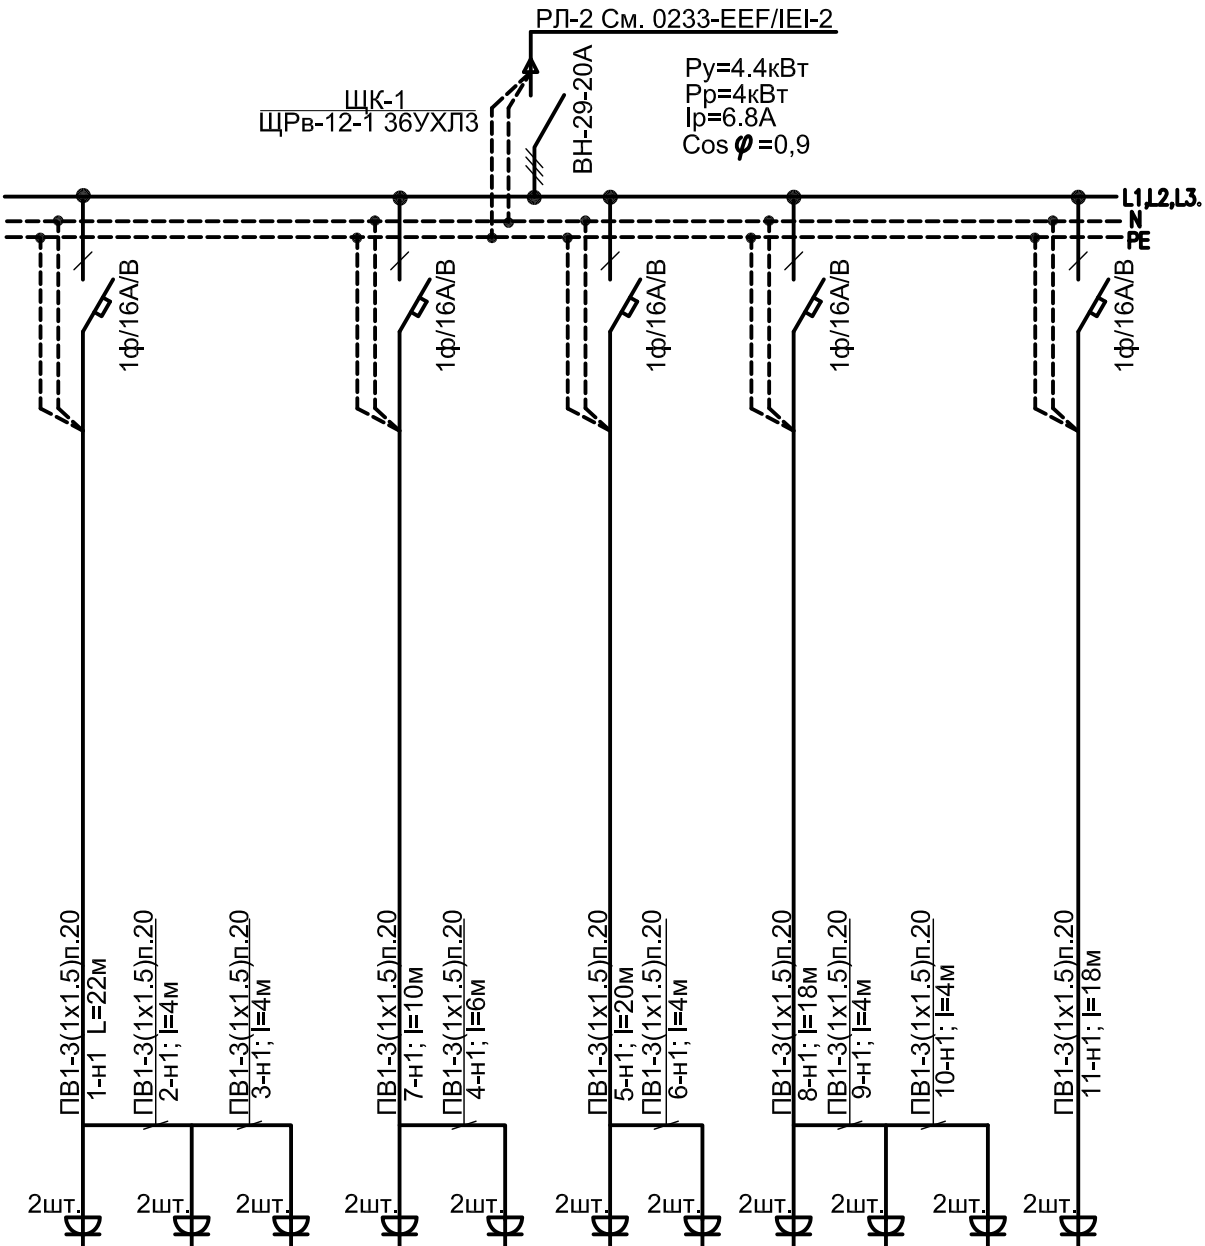 РЛ-2 См. 0233-EEF/IEI-2
ЩК-1
ЩРв-12-1 36УХЛ3
ВН-29-20А
Ру=4.4кВт
Рр=4кВт
Iр=6.8А
Cos φ =0,9
L1,L2,L3.
N
PE
1ф/16А/В
1ф/16А/В
1ф/16А/В
1ф/16А/В
1ф/16А/В
ПВ1-3(1х1.5)п.20
1-н1 L=22м
ПВ1-3(1х1.5)п.20
2-н1; l=4м
ПВ1-3(1х1.5)п.20
3-н1; l=4м
ПВ1-3(1х1.5)п.20
7-н1; l=10м
ПВ1-3(1х1.5)п.20
4-н1; l=6м
ПВ1-3(1х1.5)п.20
5-н1; l=20м
ПВ1-3(1х1.5)п.20
6-н1; l=4м
ПВ1-3(1х1.5)п.20
8-н1; l=18м
ПВ1-3(1х1.5)п.20
9-н1; l=4м
ПВ1-3(1х1.5)п.20
10-н1; l=4м
ПВ1-3(1х1.5)п.20
11-н1; l=18м
2шт.
2шт.
2шт.
2шт.
2шт.
2шт.
2шт.
2шт.
2шт.
2шт.
2шт.